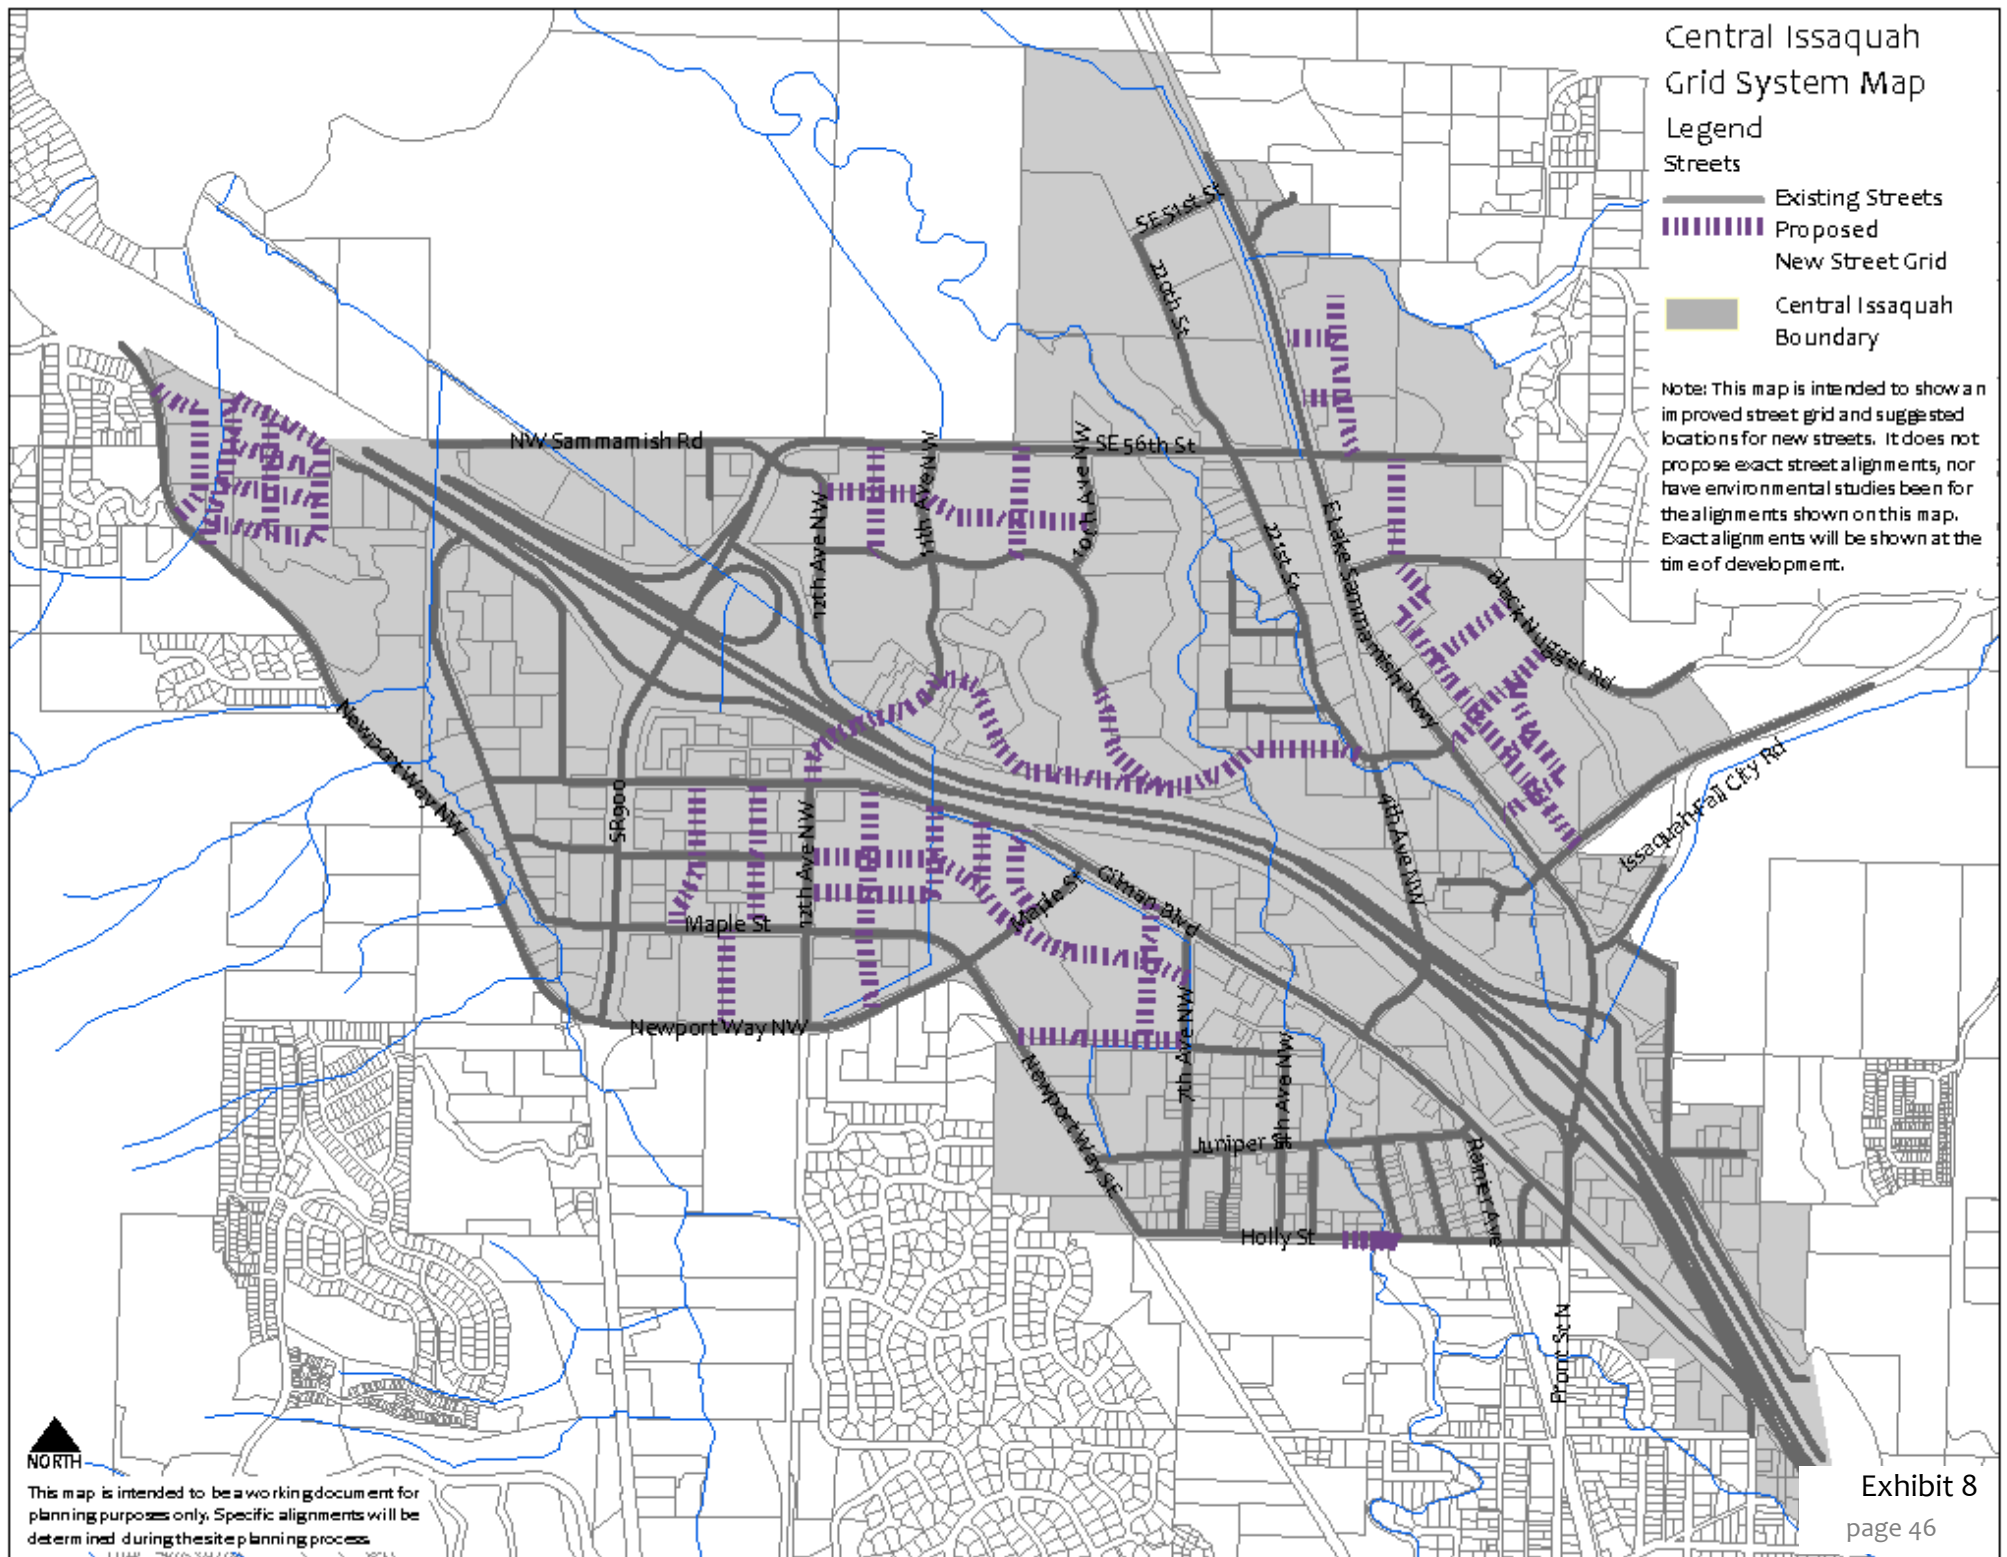 Central Issaquah
Grid System Map
Legend
Streets
Existing Streets
Proposed
New Street Grid
Central Issaquah
Boundary
Note: This map is intended to show an
improved street grid and suggested
locations for new streets. It does not
propose exact street alignments, nor
have environmental studies been for
the alignments shown on this map.
Exact alignments will be shown at the
time of development.
SE 51st St
220th St
NW Sammamish Rd
SE 56th St
11th Ave NW
10th Ave NW
12th Ave NW
221st St
E Lake Sammamish Pkwy
Black Nugget Rd
Newport Way NW
SR900
12th Ave NW
4th Ave NW
Issaquah-Fall City Rd
Maple St
Maple St
Gilman Blvd
Newport Way NW
7th Ave NW
Newport Way SE
Juniper St
Rainier Ave
Holly St
Front St N
NORTH
This map is intended to be a working document for
planning purposes only. Specific alignments will be
determined during the site planning process.
Exhibit 8
page 46